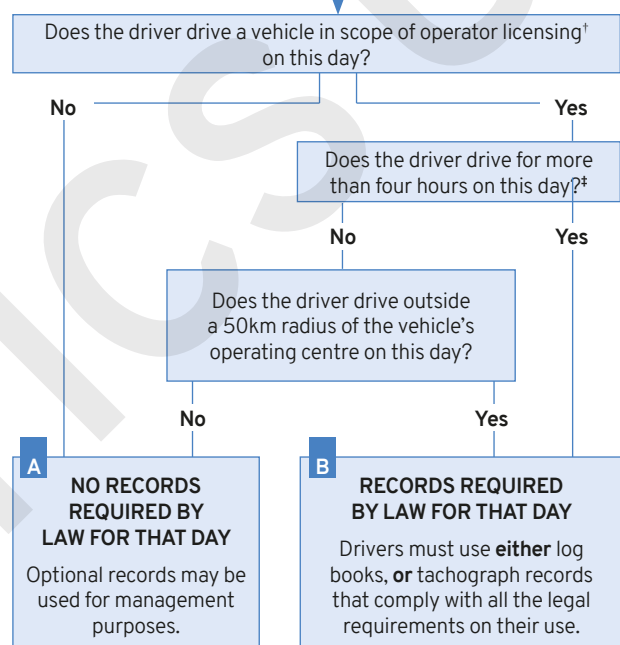 Does the driver drive a vehicle in scope of operator licensing†
on this day?
No
Yes
Does the driver drive for more
than four hours on this day?‡
No
Yes
Does the driver drive outside
a 50km radius of the vehicle’s
operating centre on this day?
No
Yes
A
NO RECORDS
REQUIRED BY
LAW FOR THAT DAY
Optional records may be
used for management
purposes.
B
RECORDS REQUIRED
BY LAW FOR THAT DAY
Drivers must use either log
books, or tachograph records
that comply with all the legal
requirements on their use.